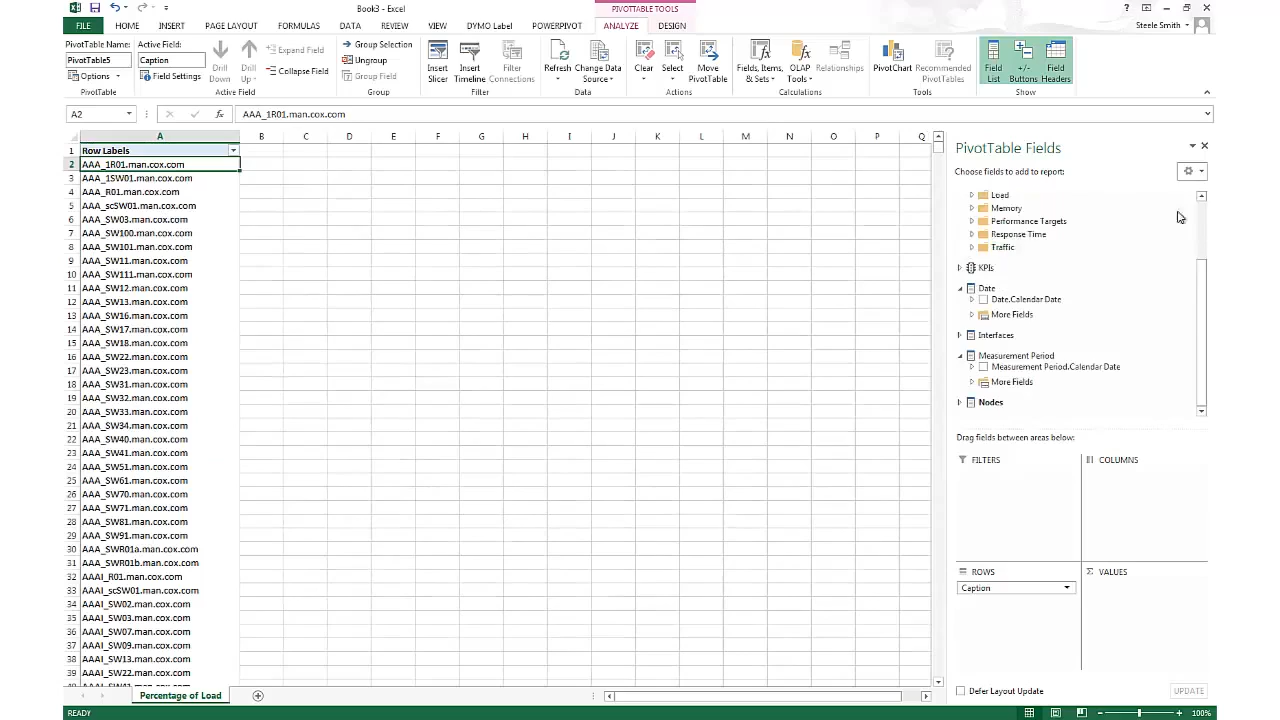 Book3 - Excel
PIVOTTABLE TOOLS
FILE HOME INSERT PAGE LAYOUT FORMULAS DATA REVIEW VIEW DYMO Label POWERPIVOT ANALYZE DESIGN
Steele Smith
PivotTable Name:
PivotTable5
Options
PivotTable
Active Field:
Caption
Field Settings
Drill Down
Drill Up
Expand Field
Collapse Field
Active Field
Group Selection
Ungroup
Group Field
Group
Insert Slicer
Insert Timeline
Filter Connections
Filter
Refresh
Change Data Source
Data
Clear
Select
Move PivotTable
Actions
Fields, Items, & Sets
OLAP Tools
Relationships
Calculations
PivotChart
Recommended PivotTables
Tools
Field List
+/- Buttons
Field Headers
Show
A2
fx
AAA_1R01.man.cox.com
A B C D E F G H I J K L M N O P Q
1 Row Labels
2 AAA_1R01.man.cox.com
3 AAA_1SW01.man.cox.com
4 AAA_R01.man.cox.com
5 AAA_scSW01.man.cox.com
6 AAA_SW03.man.cox.com
7 AAA_SW100.man.cox.com
8 AAA_SW101.man.cox.com
9 AAA_SW11.man.cox.com
10 AAA_SW111.man.cox.com
11 AAA_SW12.man.cox.com
12 AAA_SW13.man.cox.com
13 AAA_SW16.man.cox.com
14 AAA_SW17.man.cox.com
15 AAA_SW18.man.cox.com
16 AAA_SW22.man.cox.com
17 AAA_SW23.man.cox.com
18 AAA_SW31.man.cox.com
19 AAA_SW32.man.cox.com
20 AAA_SW33.man.cox.com
21 AAA_SW34.man.cox.com
22 AAA_SW40.man.cox.com
23 AAA_SW41.man.cox.com
24 AAA_SW51.man.cox.com
25 AAA_SW61.man.cox.com
26 AAA_SW70.man.cox.com
27 AAA_SW71.man.cox.com
28 AAA_SW81.man.cox.com
29 AAA_SW91.man.cox.com
30 AAA_SWR01a.man.cox.com
31 AAA_SWR01b.man.cox.com
32 AAAI_R01.man.cox.com
33 AAAI_scSW01.man.cox.com
34 AAAI_SW02.man.cox.com
35 AAAI_SW03.man.cox.com
36 AAAI_SW07.man.cox.com
37 AAAI_SW09.man.cox.com
38 AAAI_SW13.man.cox.com
39 AAAI_SW22.man.cox.com
Percentage of Load
READY
100%
PivotTable Fields
Choose fields to add to report:
Load
Memory
Performance Targets
Response Time
Traffic
KPIs
Date
Date.Calendar Date
More Fields
Interfaces
Measurement Period
Measurement Period.Calendar Date
More Fields
Nodes
Drag fields between areas below:
FILTERS
COLUMNS
ROWS
Caption
Σ VALUES
Defer Layout Update
UPDATE